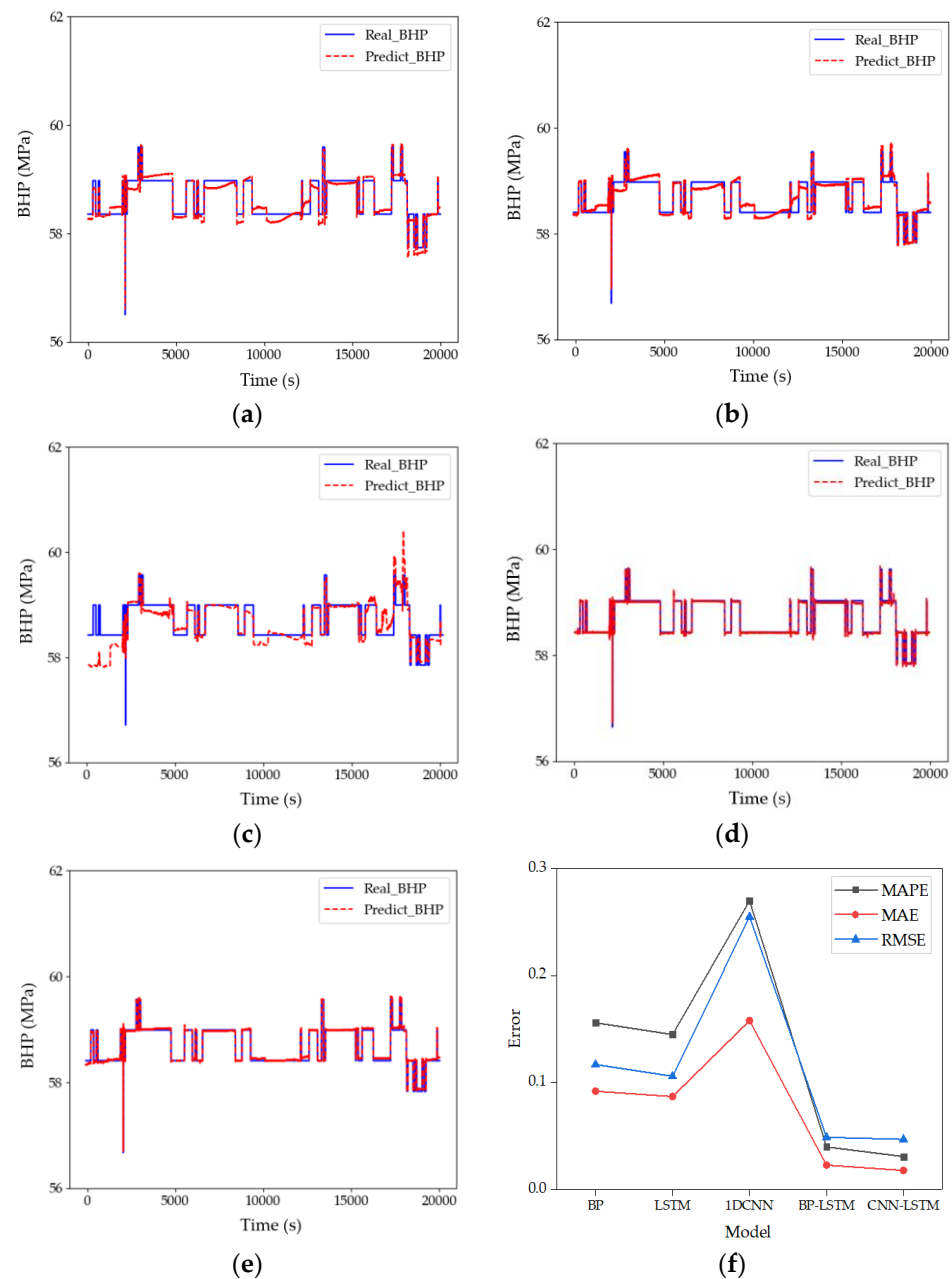 62
60
58
56
BHP (MPa)
Real_BHP
Predict_BHP
0
5000
10000
15000
20000
Time (s)
(a)
62
60
58
56
BHP (MPa)
Real_BHP
Predict_BHP
0
5000
10000
15000
20000
Time (s)
(b)
62
60
58
56
BHP (MPa)
Real_BHP
Predict_BHP
0
5000
10000
15000
20000
Time (s)
(c)
62
60
58
56
BHP (MPa)
Real_BHP
Predict_BHP
0
5000
10000
15000
20000
Time (s)
(d)
62
60
58
56
BHP (MPa)
Real_BHP
Predict_BHP
0
5000
10000
15000
20000
Time (s)
(e)
0.3
0.2
0.1
0.0
Error
MAPE
MAE
RMSE
BP
LSTM
1DCNN
BP-LSTM
CNN-LSTM
Model
(f)